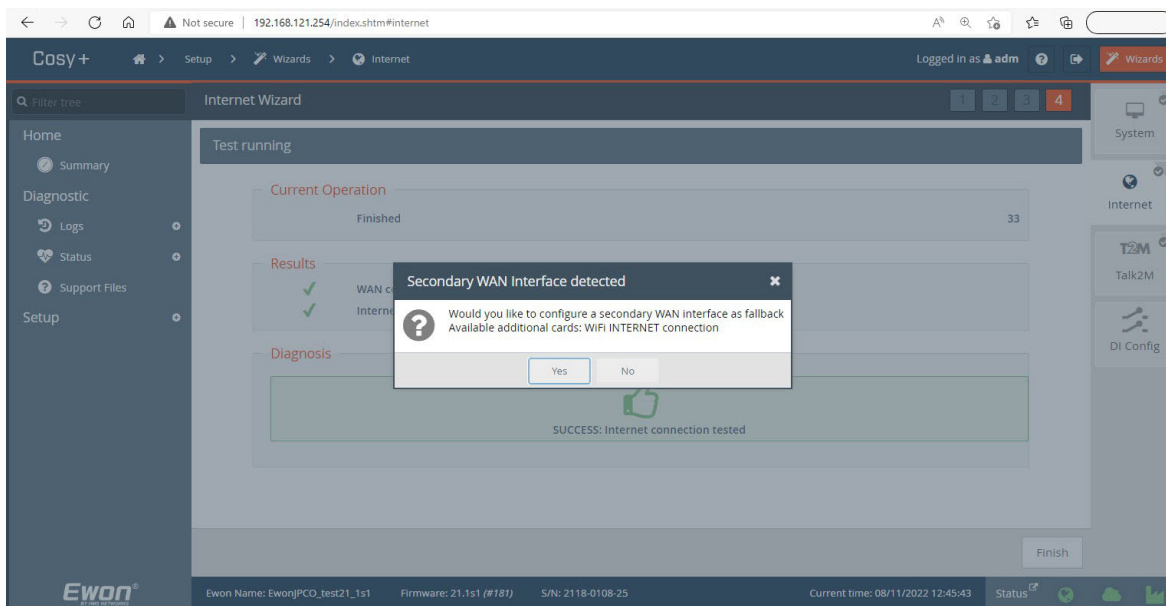 Not secure | 192.168.121.254/index.shtm#internet
Cosy+ > Setup > Wizards > Internet
Logged in as adm
Wizards
Filter tree
Internet Wizard
1 2 3 4
System
Home
Test running
Summary
Current Operation
Diagnostic
Internet
Logs
Finished
33
Status
Results
T2M
Talk2M
Support Files
WAN c
Interne
Setup
Secondary WAN Interface detected
Would you like to configure a secondary WAN interface as fallback
Available additional cards: WiFi INTERNET connection
Yes
No
DI Config
Diagnosis
SUCCESS: Internet connection tested
Finish
Ewon®
BY HMS NETWORKS
Ewon Name: EwonJPCO_test21_1s1
Firmware: 21.1s1 (#181)
S/N: 2118-0108-25
Current time: 08/11/2022 12:45:43
Status